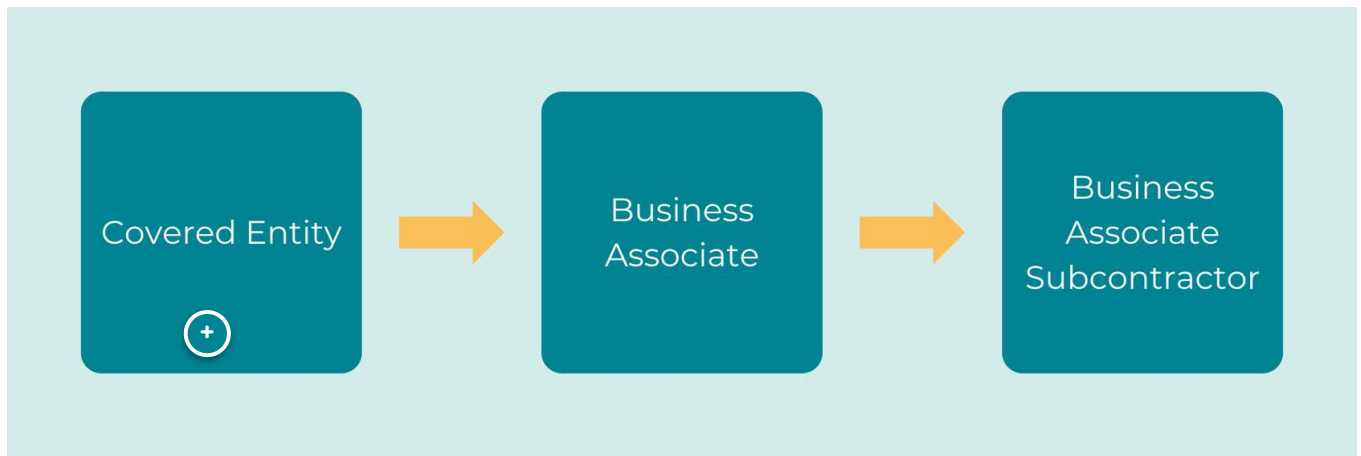 Covered Entity
+
Business
Associate
Business
Associate
Subcontractor